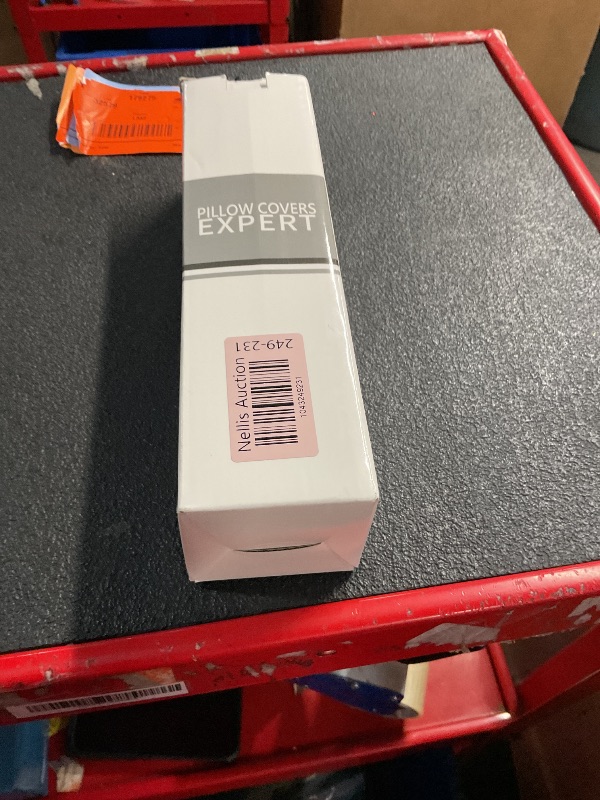 PILLOW COVERS
EXPERT
Nellis Auction
1043249231
249-231